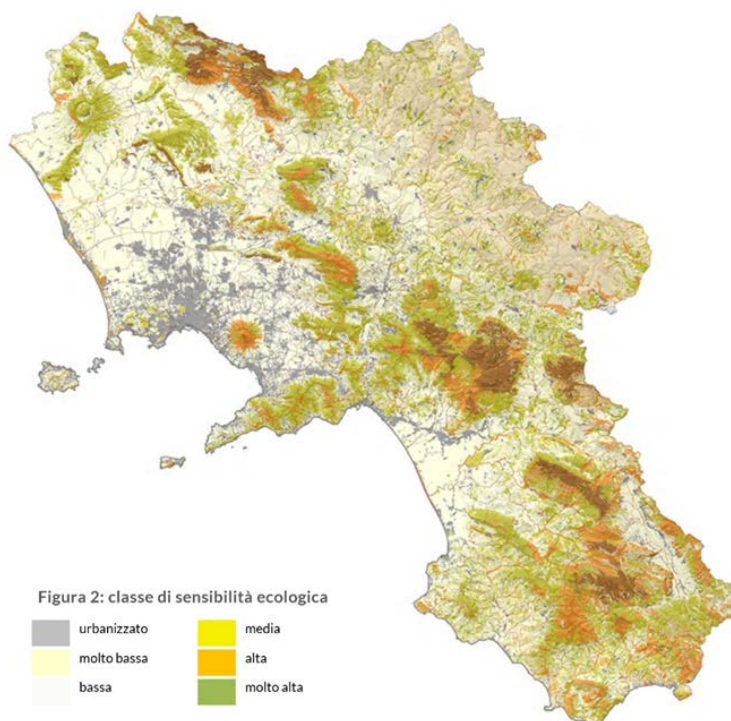 Figura 2: classe di sensibilità ecologica
urbanizzato
molto bassa
bassa
media
alta
molto alta